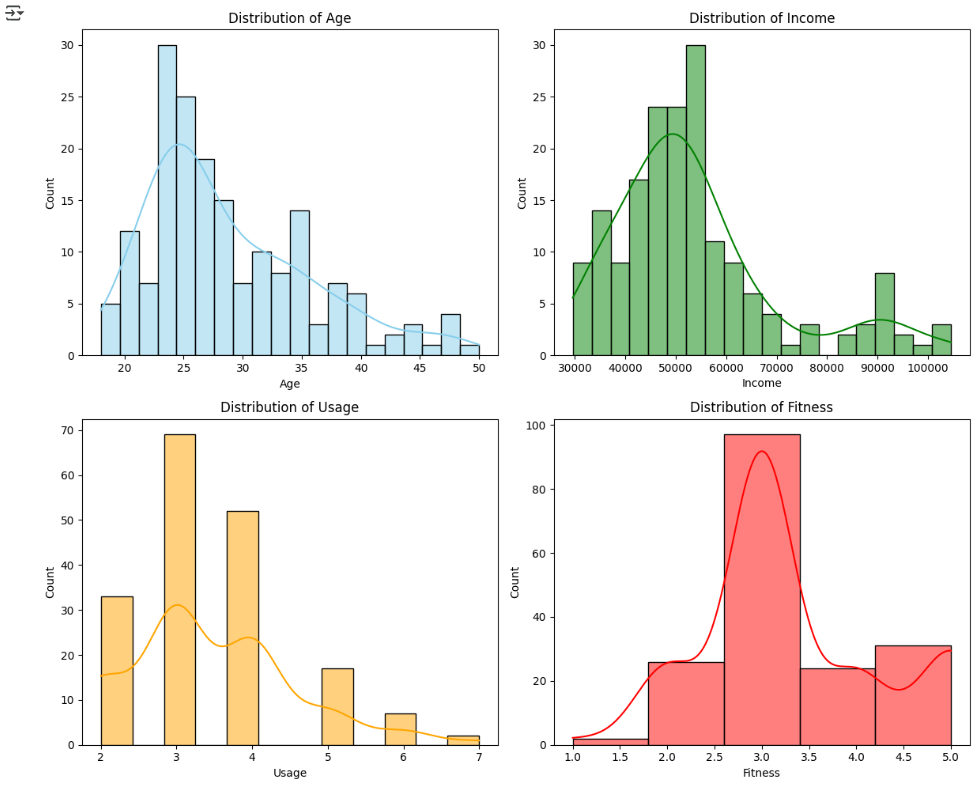 Distribution of Age
30
25
20
15
10
5
0
Count
20 25 30 35 40 45 50
Age
Distribution of Income
30
25
20
15
10
5
0
Count
30000 40000 50000 60000 70000 80000 90000 100000
Income
Distribution of Usage
70
60
50
40
30
20
10
0
Count
2 3 4 5 6 7
Usage
Distribution of Fitness
100
80
60
40
20
0
Count
1.0 1.5 2.0 2.5 3.0 3.5 4.0 4.5 5.0
Fitness